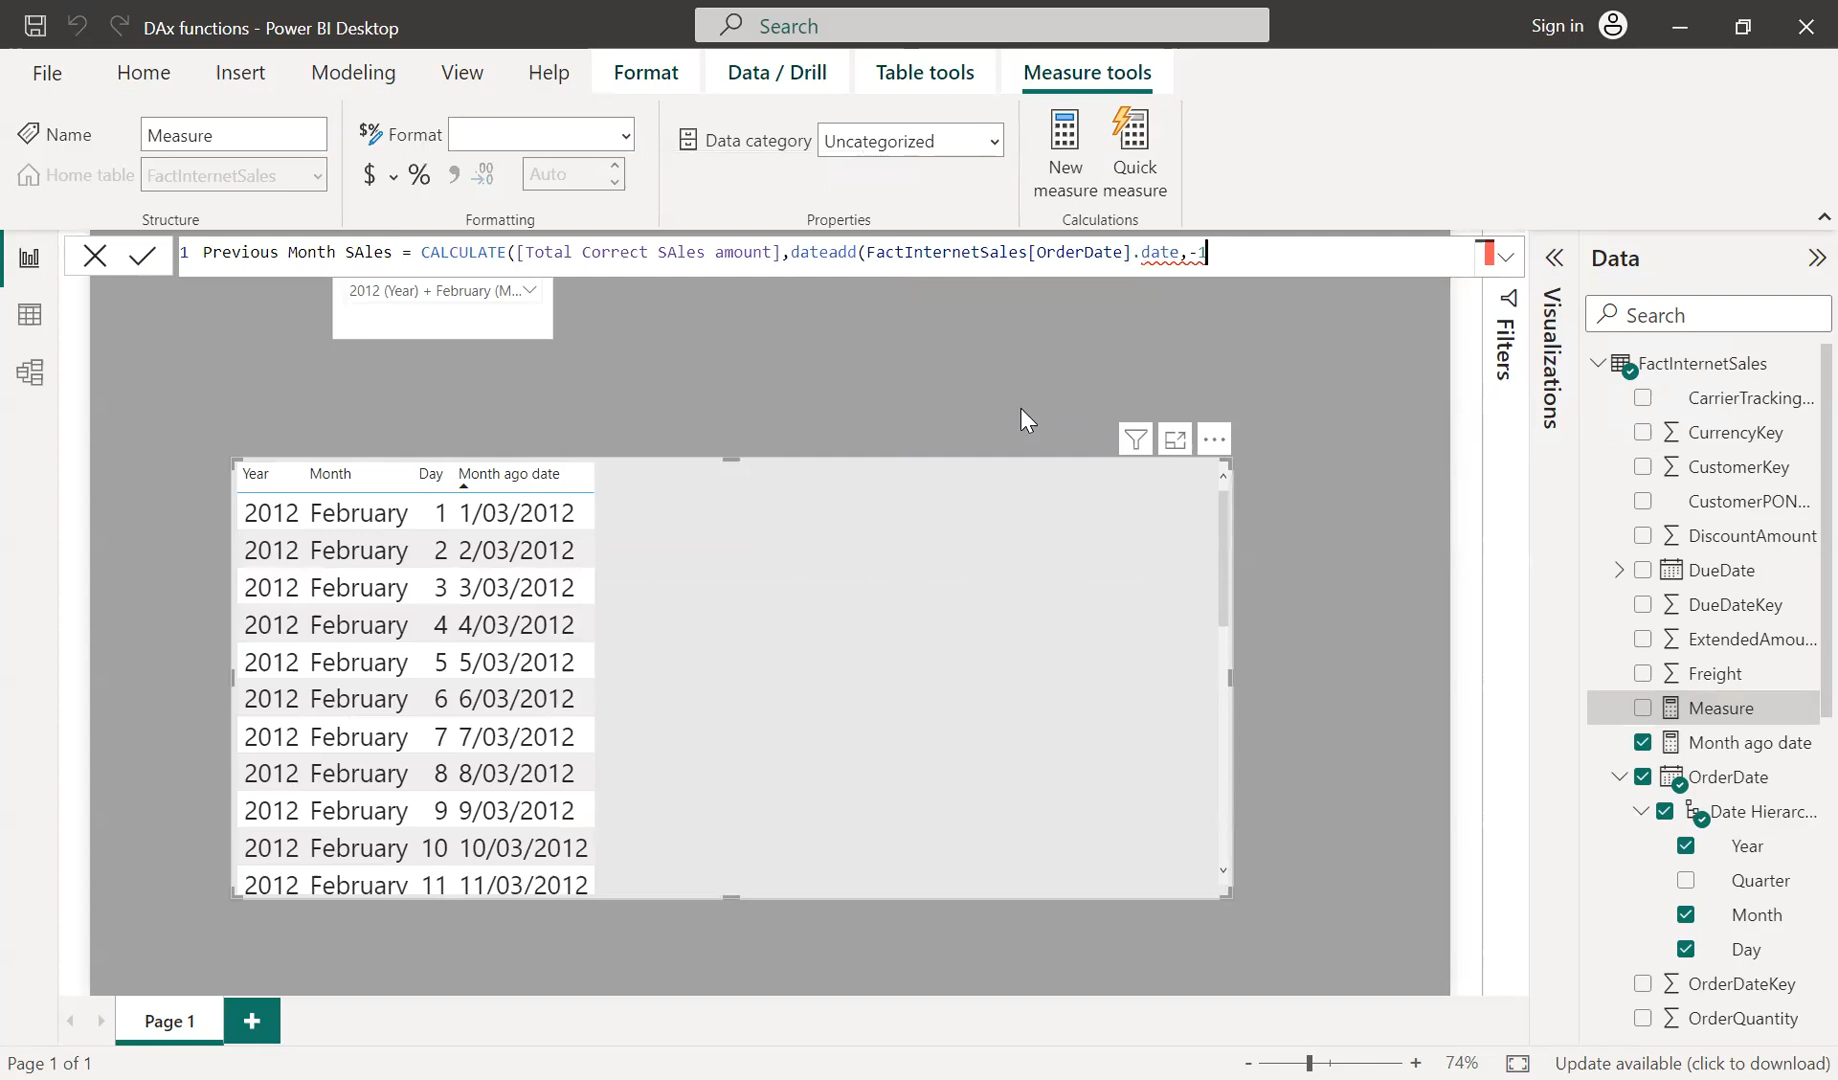 DAx functions - Power BI Desktop
Search
Sign in
File
Home
Insert
Modeling
View
Help
Format
Data / Drill
Table tools
Measure tools
Name
Measure
Home table
FactInternetSales
Structure
$% Format
$ % 9 .00
Auto
Formatting
Data category
Uncategorized
Properties
New measure
Quick measure
Calculations
1 Previous Month SAles = CALCULATE([Total Correct SAles amount],dateadd(FactInternetSales[OrderDate].date,-1
2012 (Year) + February (M...
Year Month Day Month ago date
2012 February 1 1/03/2012
2012 February 2 2/03/2012
2012 February 3 3/03/2012
2012 February 4 4/03/2012
2012 February 5 5/03/2012
2012 February 6 6/03/2012
2012 February 7 7/03/2012
2012 February 8 8/03/2012
2012 February 9 9/03/2012
2012 February 10 10/03/2012
2012 February 11 11/03/2012
Filters
Visualizations
Data
Search
FactInternetSales
CarrierTracking...
CurrencyKey
CustomerKey
CustomerPON...
DiscountAmount
DueDate
DueDateKey
ExtendedAmou...
Freight
Measure
Month ago date
OrderDate
Date Hierarc...
Year
Quarter
Month
Day
OrderDateKey
OrderQuantity
Page 1
+
Page 1 of 1
- + 74%
Update available (click to download)